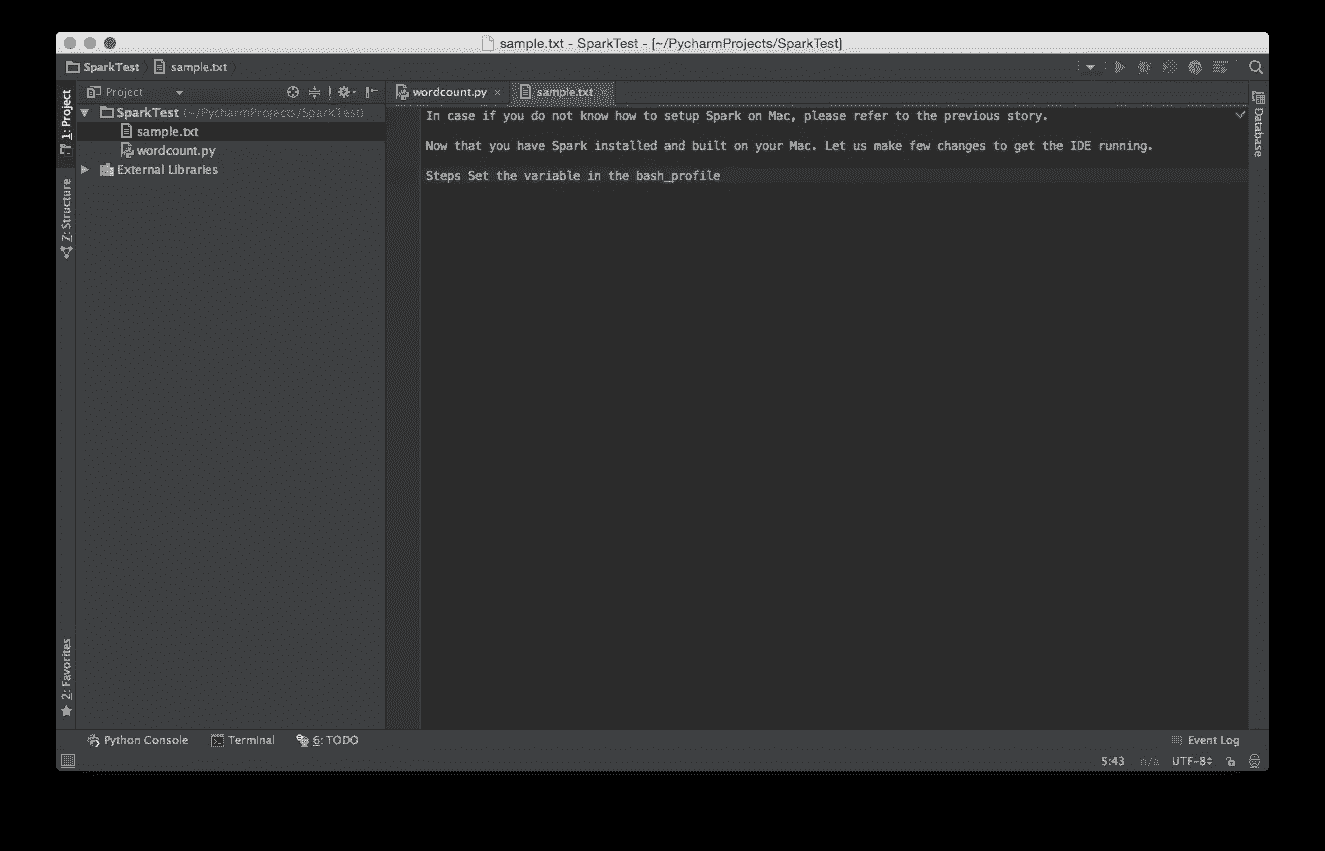 sample.txt - SparkTest - [~/PycharmProjects/SparkTest]
SparkTest sample.txt
1: Project
Project
wordcount.py sample.txt
SparkTest (~/PycharmProjects/SparkTest)
sample.txt
wordcount.py
External Libraries
In case if you do not know how to setup Spark on Mac, please refer to the previous story.
Now that you have Spark installed and built on your Mac. Let us make few changes to get the IDE running.
Steps Set the variable in the bash_profile
Database
Z: Structure
2: Favorites
Python Console Terminal 6: TODO Event Log
5:43 n/a UTF-8